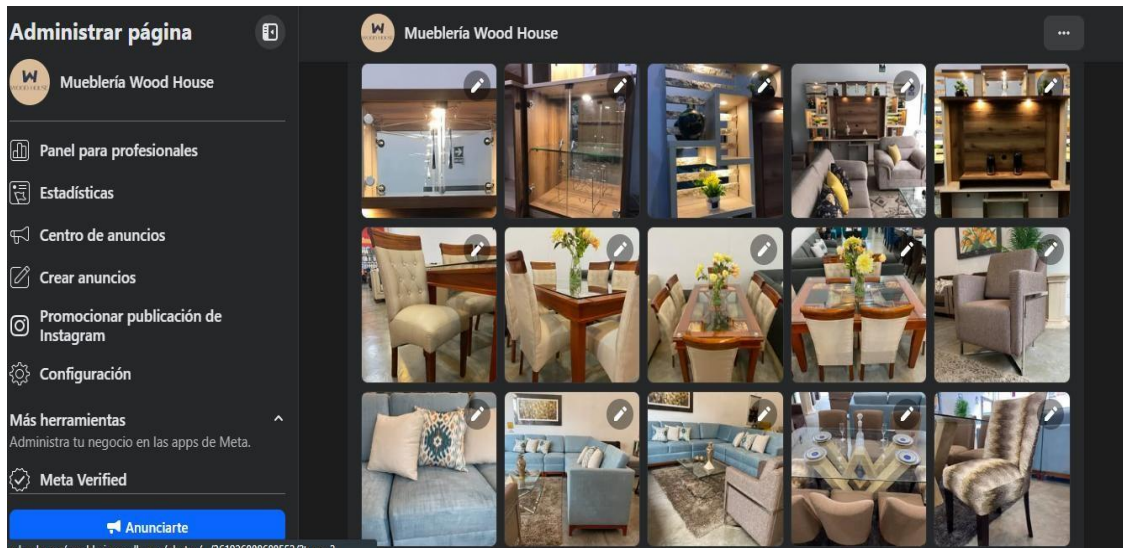 Administrar página
Mueblería Wood House
Panel para profesionales
Estadísticas
Centro de anuncios
Crear anuncios
Promocionar publicación de
Instagram
Configuración
Más herramientas
Administra tu negocio en las apps de Meta.
Meta Verified
Anunciarte
W
Mueblería Wood House